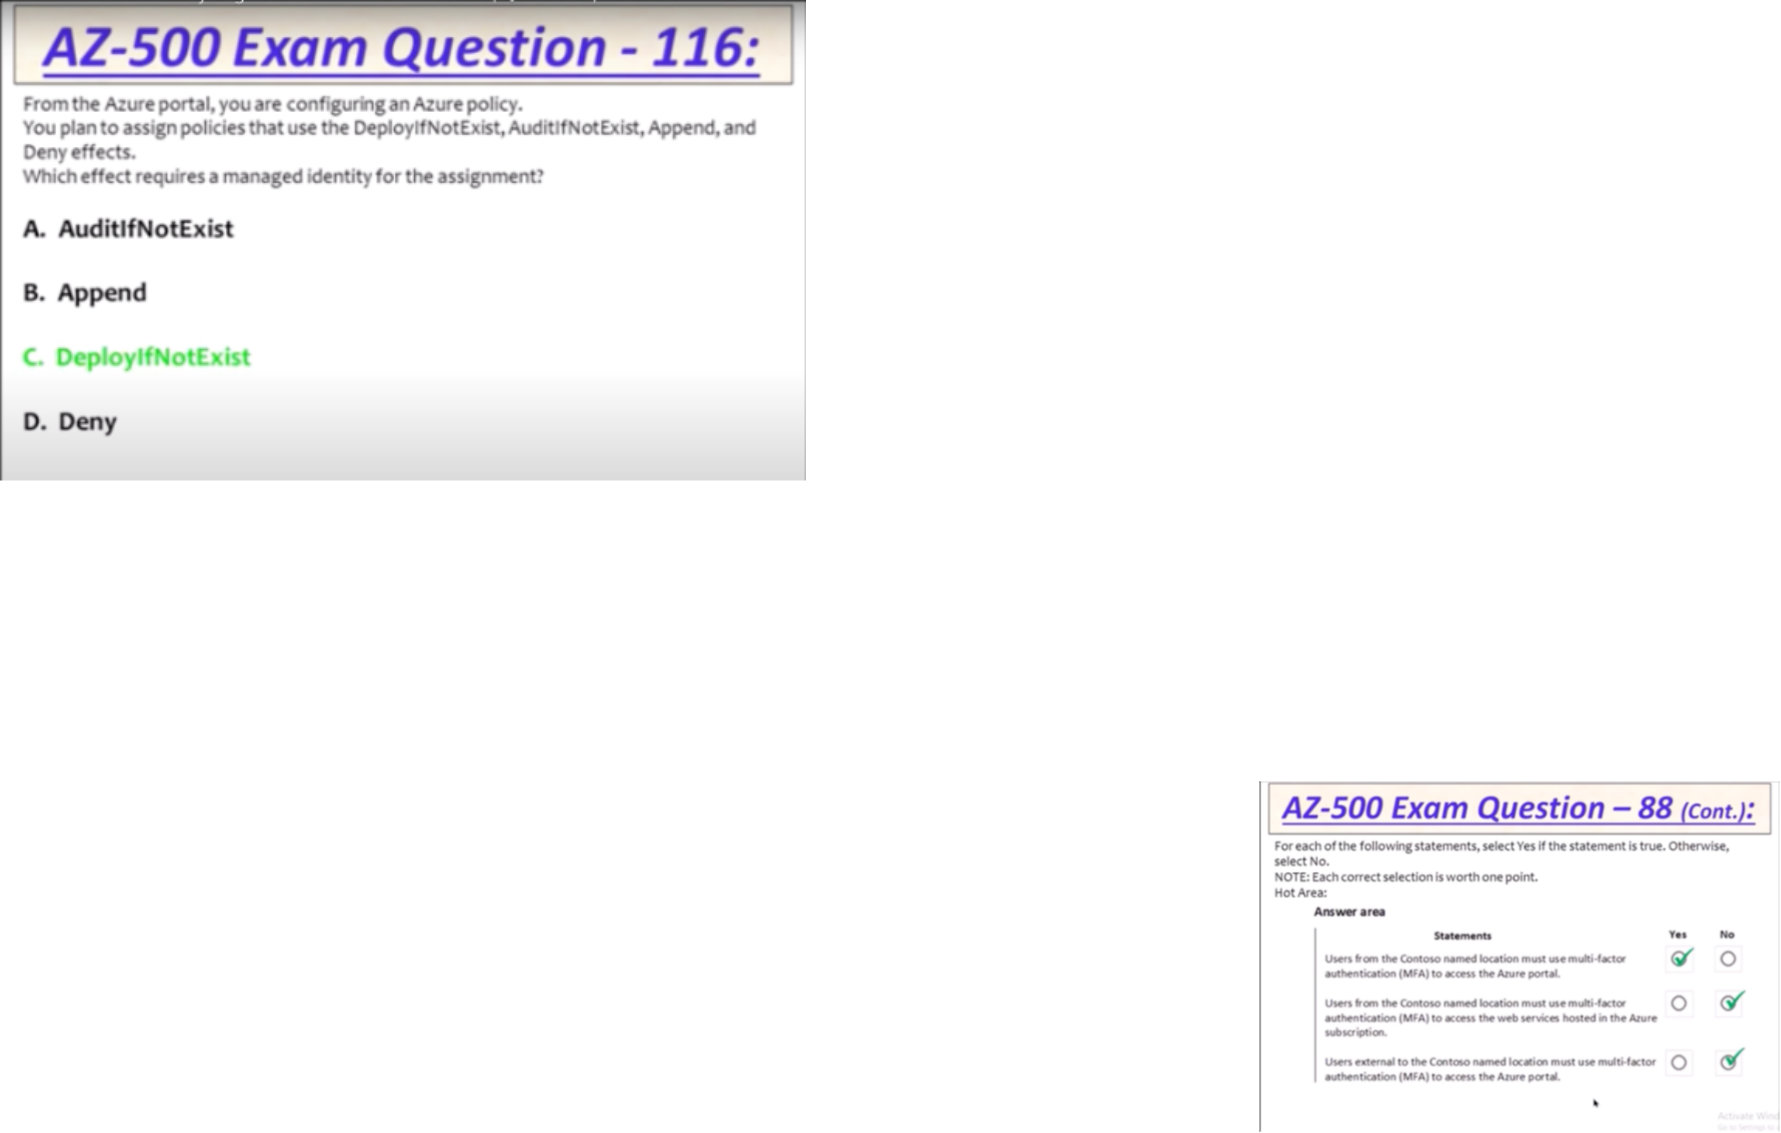 AZ-500 Exam Question - 116:
From the Azure portal, you are configuring an Azure policy.
You plan to assign policies that use the DeployIfNotExist, AuditIfNotExist, Append, and
Deny effects.
Which effect requires a managed identity for the assignment?
A. AuditIfNotExist
B. Append
C. DeployIfNotExist
D. Deny
AZ-500 Exam Question – 88 (Cont.):
For each of the following statements, select Yes if the statement is true. Otherwise,
select No.
NOTE: Each correct selection is worth one point.
Hot Area:
Answer area
Statements Yes No
Users from the Contoso named location must use multi-factor
authentication (MFA) to access the Azure portal.
Users from the Contoso named location must use multi-factor
authentication (MFA) to access the web services hosted in the Azure
subscription.
Users external to the Contoso named location must use multi-factor
authentication (MFA) to access the Azure portal.
Activate Wind